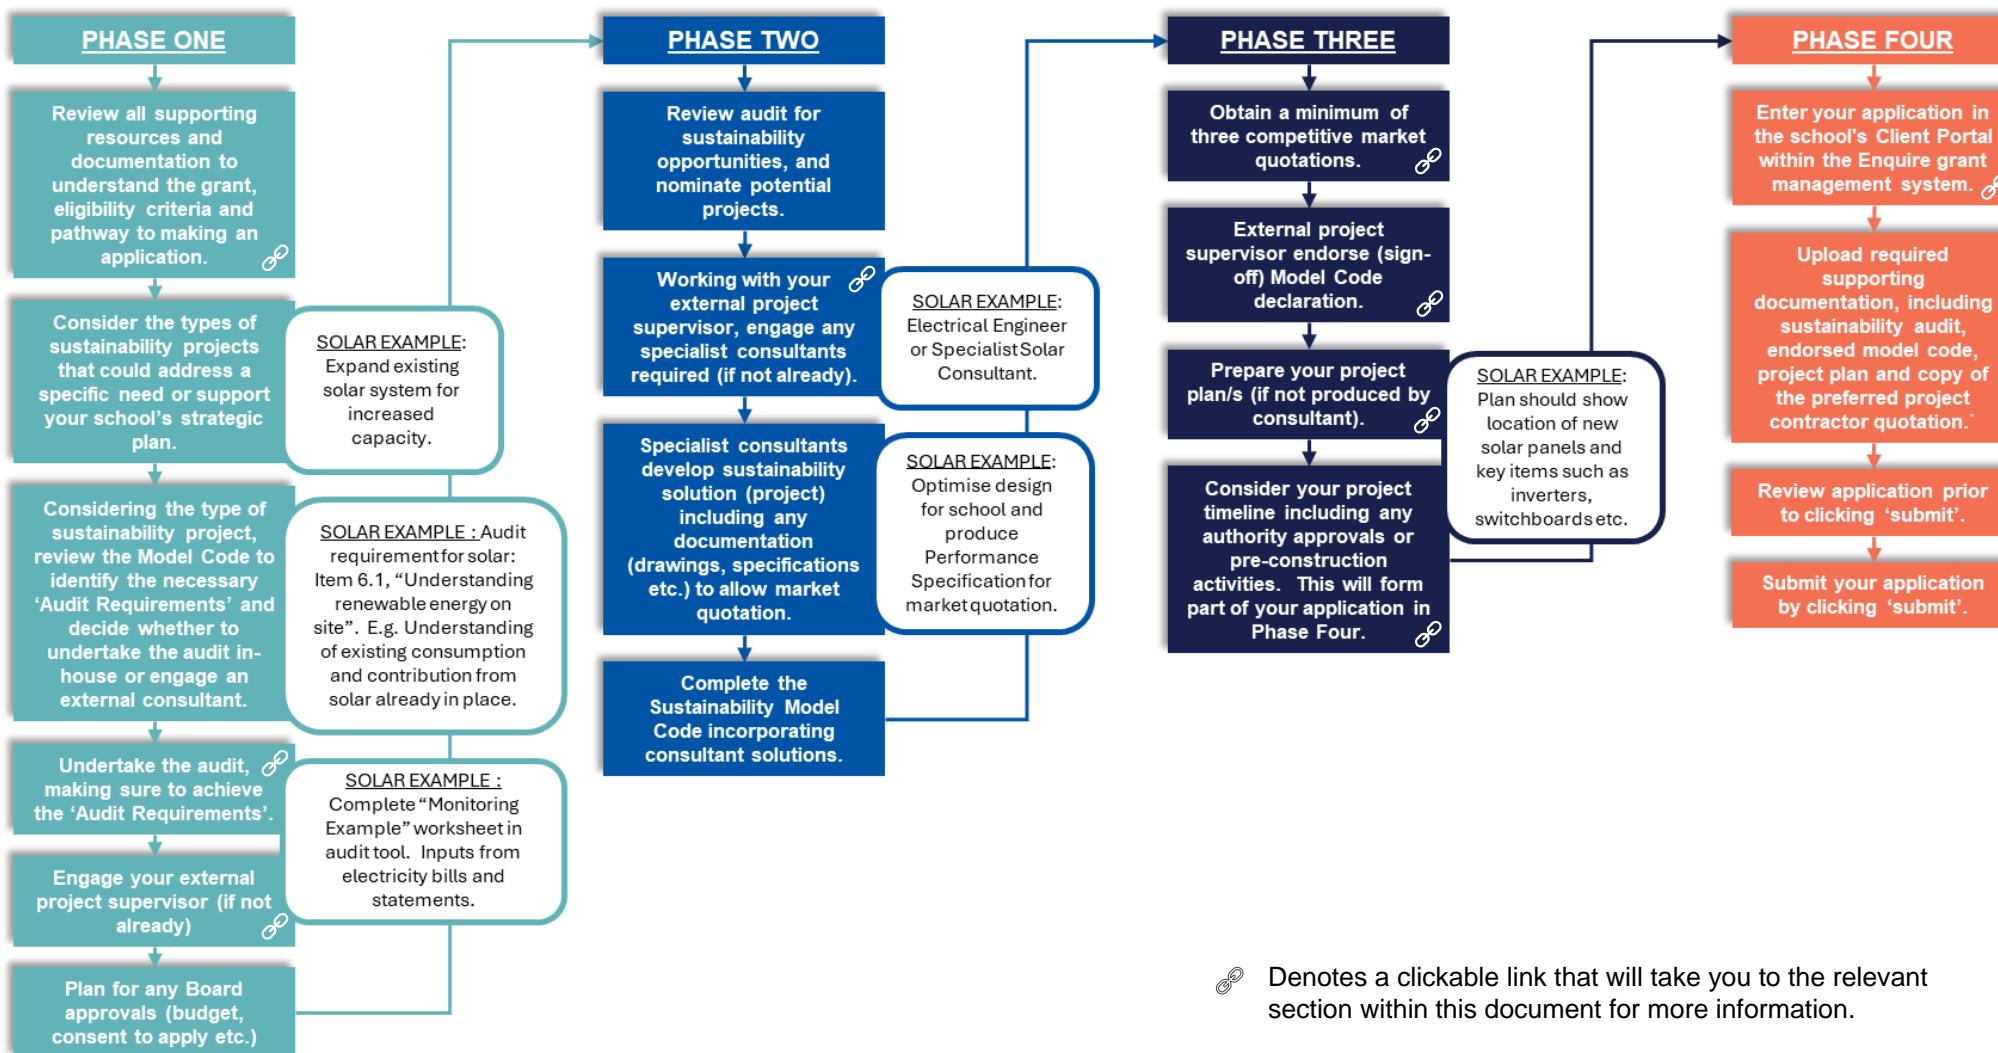 PHASE ONE
Review all supporting
resources and
documentation to
understand the grant,
eligibility criteria and
pathway to making an
application.
Consider the types of
sustainability projects
that could address a
specific need or support
your school's strategic
plan.
SOLAR EXAMPLE:
Expand existing
solar system for
increased
capacity.
Considering the type of
sustainability project,
review the Model Code to
identify the necessary
‘Audit Requirements’ and
decide whether to
undertake the audit in-
house or engage an
external consultant.
SOLAR EXAMPLE : Audit
requirement for solar:
Item 6.1, “Understanding
renewable energy on
site”. E.g. Understanding
of existing consumption
and contribution from
solar already in place.
Undertake the audit,
making sure to achieve
the ‘Audit Requirements’.
SOLAR EXAMPLE :
Complete “Monitoring
Example” worksheet in
audit tool. Inputs from
electricity bills and
statements.
Engage your external
project supervisor (if not
already)
Plan for any Board
approvals (budget,
consent to apply etc.)
PHASE TWO
Review audit for
sustainability
opportunities, and
nominate potential
projects.
Working with your
external project
supervisor, engage any
specialist consultants
required (if not already).
SOLAR EXAMPLE:
Electrical Engineer
or Specialist Solar
Consultant.
Specialist consultants
develop sustainability
solution (project)
including any
documentation
(drawings, specifications
etc.) to allow market
quotation.
SOLAR EXAMPLE:
Optimise design
for school and
produce
Performance
Specification for
market quotation.
Complete the
Sustainability Model
Code incorporating
consultant solutions.
PHASE THREE
Obtain a minimum of
three competitive market
quotations.
External project
supervisor endorse (sign-
off) Model Code
declaration.
Prepare your project
plan/s (if not produced by
consultant).
SOLAR EXAMPLE:
Plan should show
location of new
solar panels and
key items such as
inverters,
switchboards etc.
Consider your project
timeline including any
authority approvals or
pre-construction
activities. This will form
part of your application in
Phase Four.
PHASE FOUR
Enter your application in
the school's Client Portal
within the Enquire grant
management system.
Upload required
supporting
documentation, including
sustainability audit,
endorsed model code,
project plan and copy of
the preferred project
contractor quotation.`
Review application prior
to clicking ‘submit’.
Submit your application
by clicking ‘submit’.
Denotes a clickable link that will take you to the relevant
section within this document for more information.